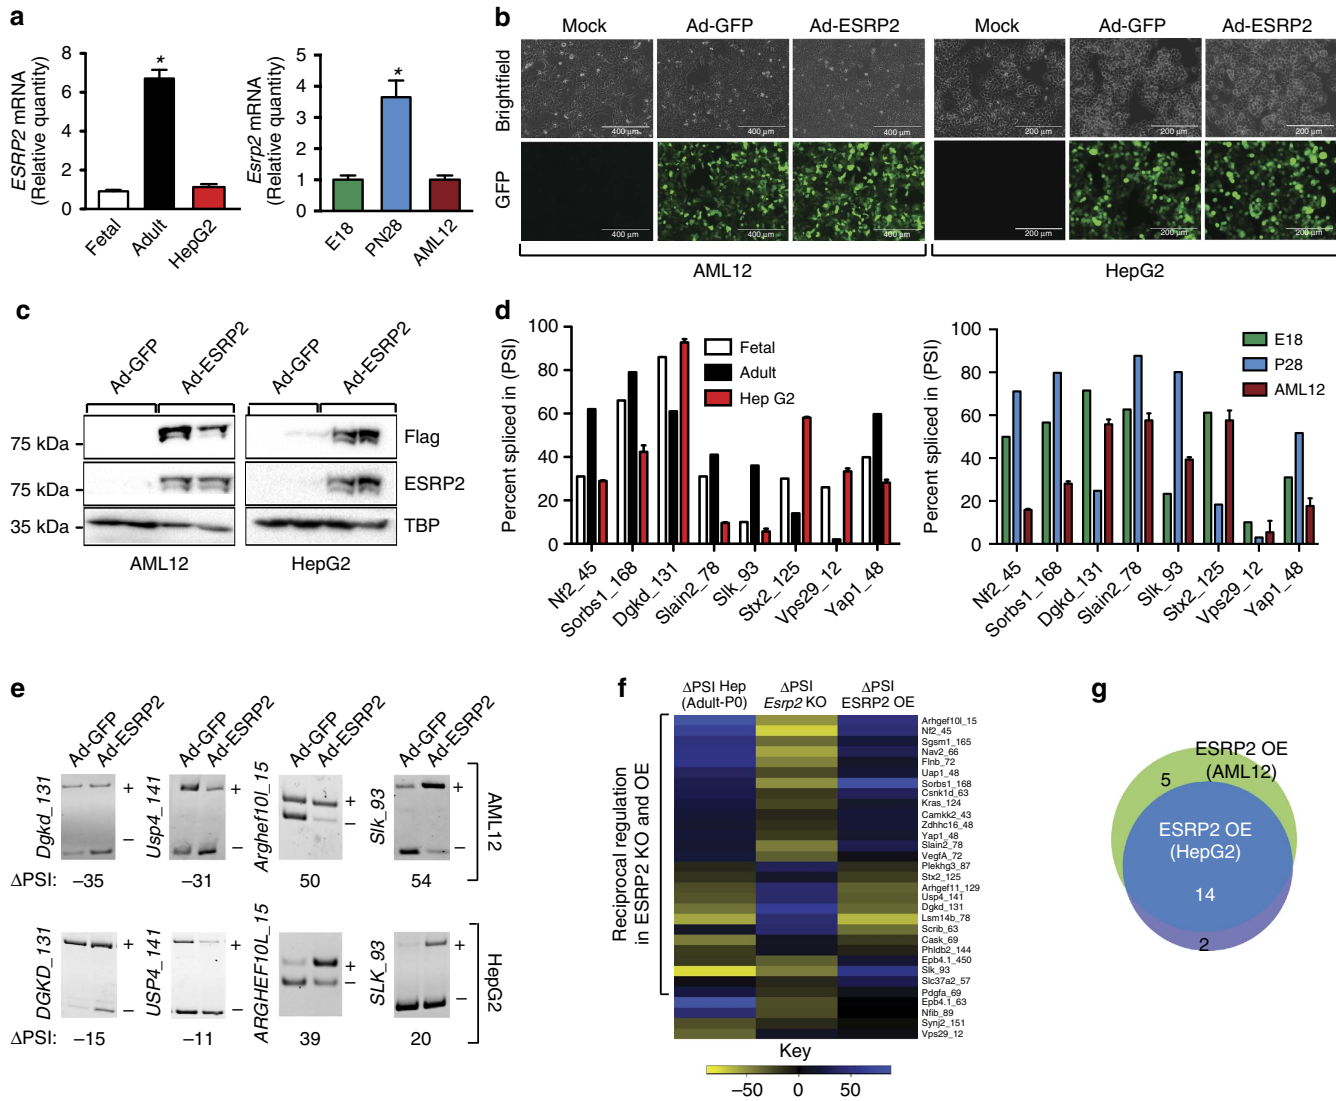 a
ESRP2 mRNA
(Relative quantity)
8
6
4
2
0
*
Fetal
Adult
HepG2
Esrp2 mRNA
(Relative quantity)
5
4
3
2
1
0
*
E18
PN28
AML12
b
Mock
Ad-GFP
Ad-ESRP2
Mock
Ad-GFP
Ad-ESRP2
Brightfield
400 µm
400 µm
400 µm
200 µm
200 µm
200 µm
GFP
400 µm
400 µm
400 µm
200 µm
200 µm
200 µm
AML12
HepG2
c
Ad-GFP
Ad-ESRP2
Ad-GFP
Ad-ESRP2
75 kDa
Flag
75 kDa
ESRP2
35 kDa
TBP
AML12
HepG2
d
Percent spliced in (PSI)
100
80
60
40
20
0
Fetal
Adult
Hep G2
Nf2_45
Sorbs1_168
Dgkd_131
Slain2_78
Slk_93
Stx2_125
Vps29_12
Yap1_48
Percent spliced in (PSI)
100
80
60
40
20
0
E18
P28
AML12
Nf2_45
Sorbs1_168
Dgkd_131
Slain2_78
Slk_93
Stx2_125
Vps29_12
Yap1_48
e
Ad-GFP
Ad-ESRP2
Ad-GFP
Ad-ESRP2
Ad-GFP
Ad-ESRP2
Ad-GFP
Ad-ESRP2
Dgkd_131
+
−
Usp4_141
+
−
Arghef10l_15
+
−
Slk_93
+
−
AML12
ΔPSI: −35 −31 50 54
DGKD_131
+
−
USP4_141
+
−
ARGHEF10L_15
+
−
SLK_93
+
−
HepG2
ΔPSI: −15 −11 39 20
f
ΔPSI Hep
(Adult-P0)
ΔPSI
Esrp2 KO
ΔPSI
ESRP2 OE
Reciprocal regulation
in ESRP2 KO and OE
Arhgef10l_15
Nf2_45
Sgsm1_165
Nav2_66
Flnb_72
Uap1_48
Sorbs1_168
Csnk1d_63
Kras_124
Camkk2_43
Zdhhc16_48
Yap1_48
Slain2_78
VegfA_72
Plekhg3_87
Stx2_125
Arhgef11_129
Usp4_141
Dgkd_131
Lsm14b_78
Scrib_63
Cask_69
Phldb2_144
Epb4.1_450
Slk_93
Slc37a2_57
Pdgfa_69
Epb4.1_63
Nfib_89
Synj2_151
Vps29_12
Key
−50 0 50
g
ESRP2 OE
(AML12)
5
ESRP2 OE
(HepG2)
14
2